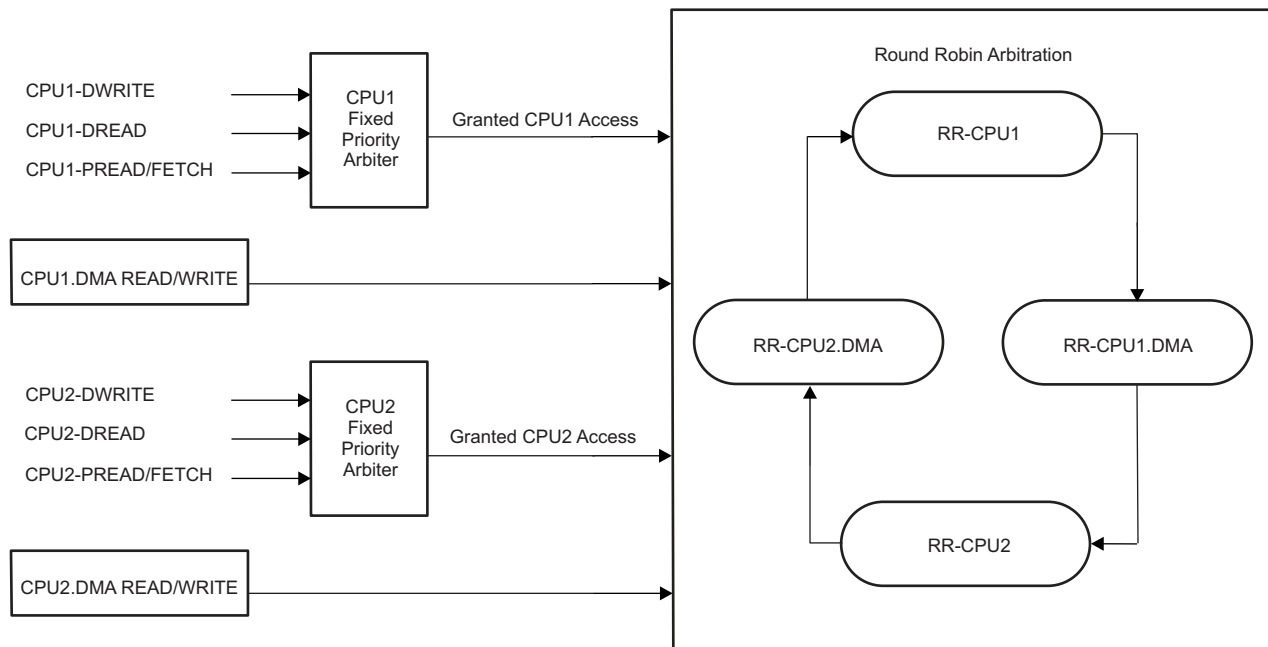 Round Robin Arbitration
CPU1-DWRITE
CPU1-DREAD
CPU1-PREAD/FETCH
CPU1
Fixed
Priority
Arbiter
Granted CPU1 Access
RR-CPU1
CPU1.DMA READ/WRITE
RR-CPU2.DMA
RR-CPU1.DMA
CPU2-DWRITE
CPU2-DREAD
CPU2-PREAD/FETCH
CPU2
Fixed
Priority
Arbiter
Granted CPU2 Access
RR-CPU2
CPU2.DMA READ/WRITE